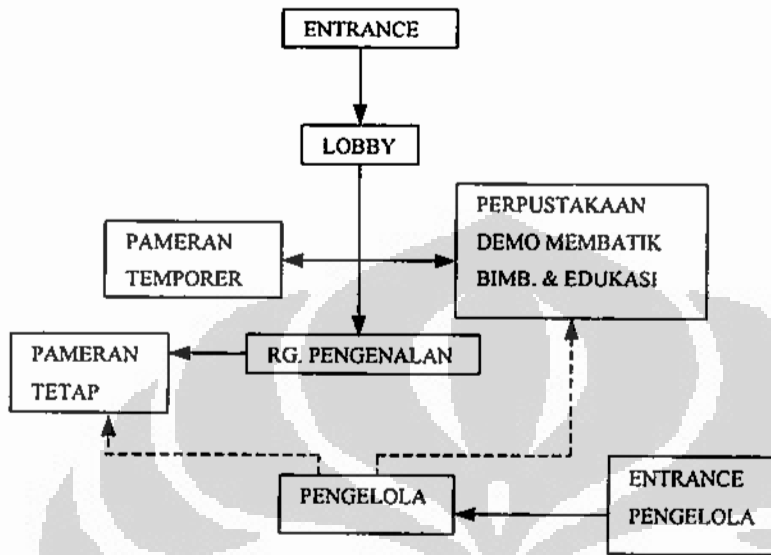 ENTRANCE
LOBBY
PAMERAN
TEMPORER
PERPUSTAKAAN
DEMO MEMBATIK
BIMB. & EDUKASI
PAMERAN
TETAP
RG. PENGENALAN
PENGELOLA
ENTRANCE
PENGELOLA